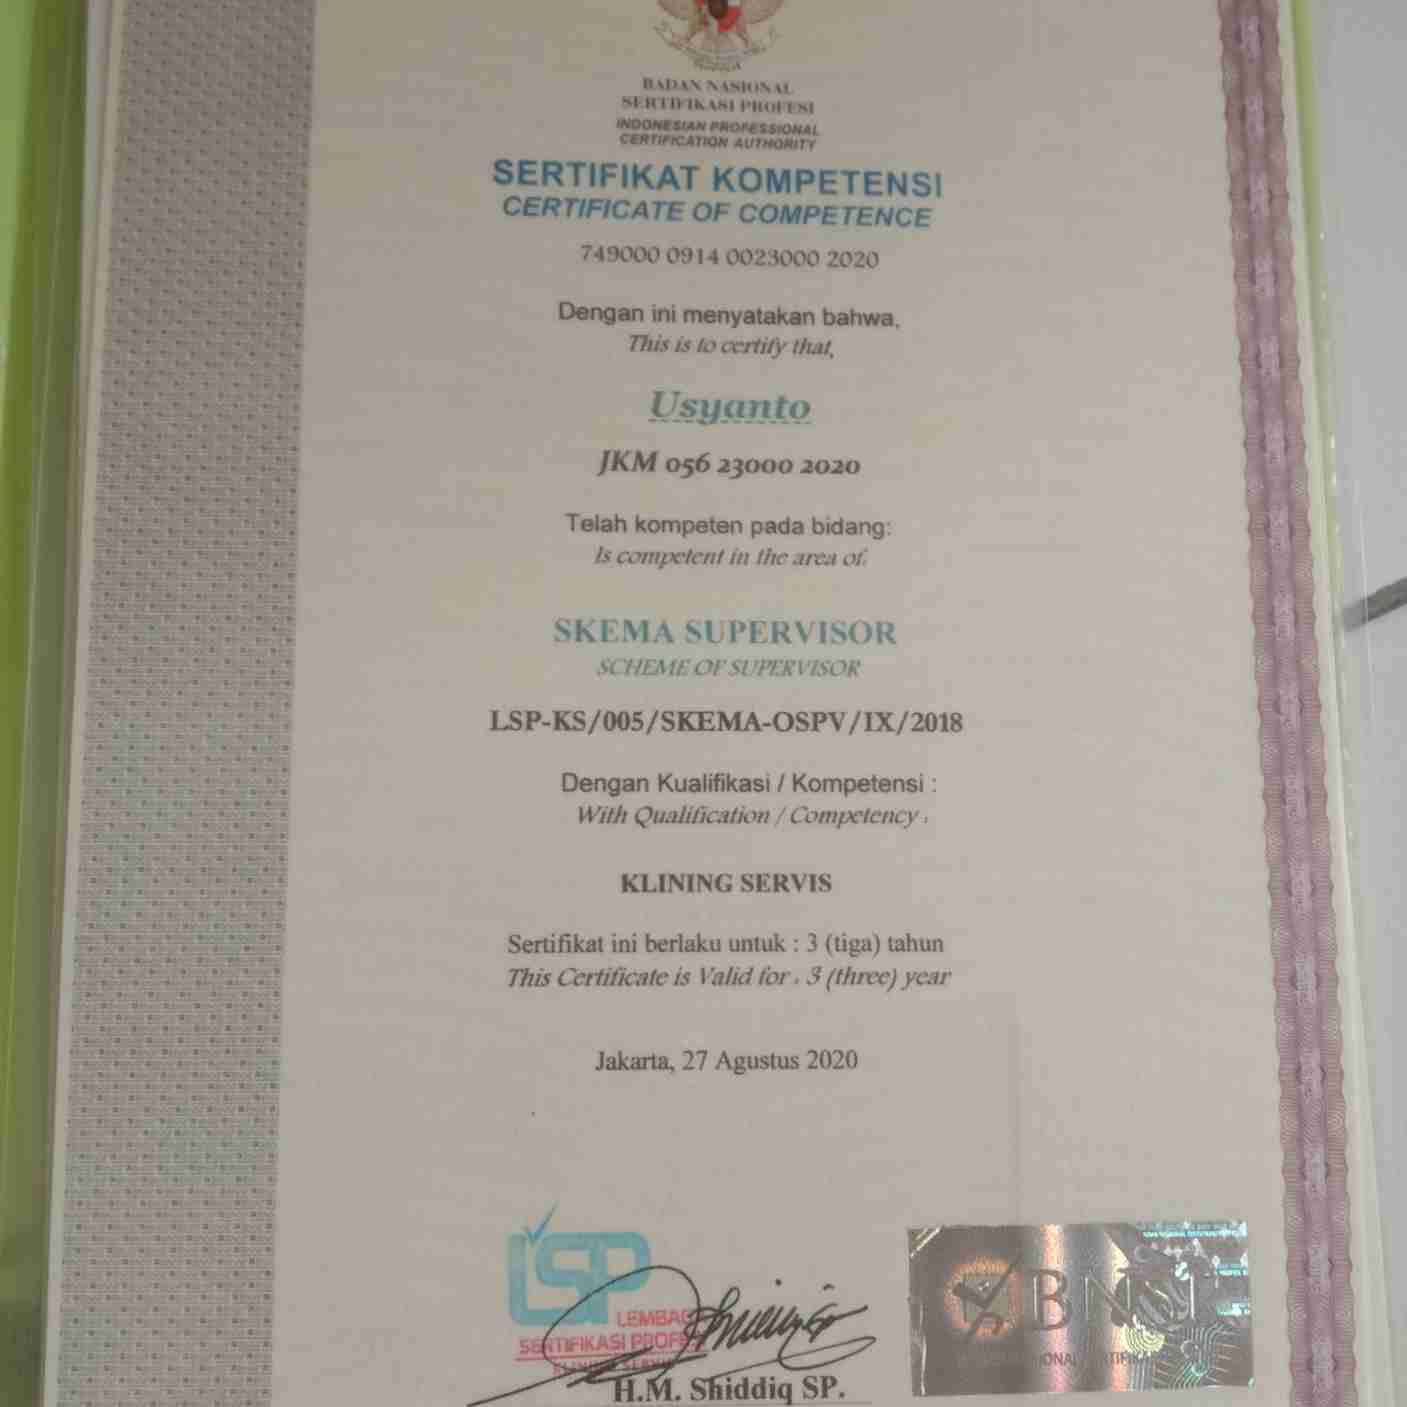 BADAN NASIONAL
SERTIFIKASI PROFESI
INDONESIAN PROFESSIONAL
CERTIFICATION AUTHORITY
SERTIFIKAT KOMPETENSI
CERTIFICATE OF COMPETENCE
749000 0914 0023000 2020
Dengan ini menyatakan bahwa,
This is to certify that,
Usyanto
JKM 056 23000 2020
Telah kompeten pada bidang:
Is competent in the area of:
SKEMA SUPERVISOR
SCHEME OF SUPERVISOR
LSP-KS/005/SKEMA-OSPV/IX/2018
Dengan Kualifikasi / Kompetensi :
With Qualification / Competency :
KLINING SERVIS
Sertifikat ini berlaku untuk : 3 (tiga) tahun
This Certificate is Valid for : 3 (three) year
Jakarta, 27 Agustus 2020
LSP
LEMBAG
SERTIFIKASI PROFE
H.M. Shiddiq SP.
BNSP